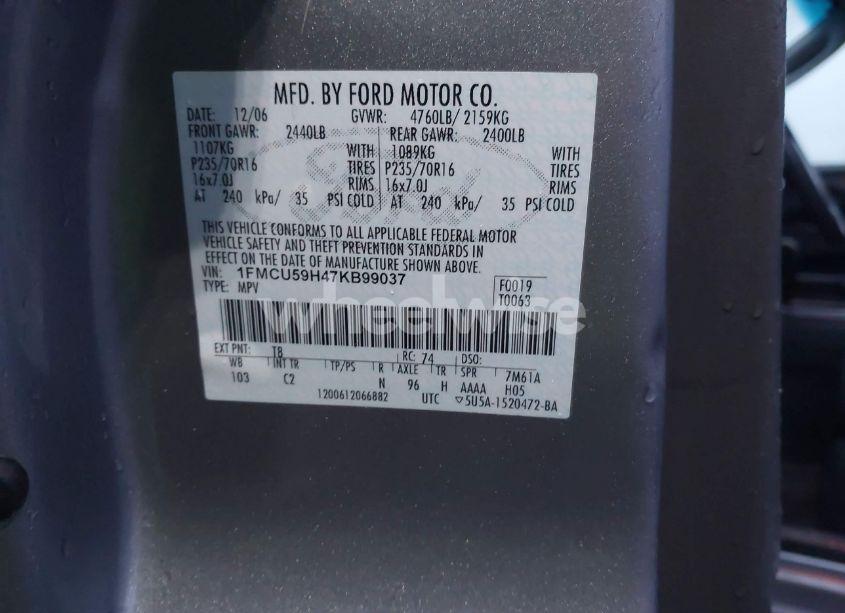 MFD. BY FORD MOTOR CO.
DATE: 12/06 GVWR: 4760LB/ 2159KG
FRONT GAWR: 2440LB REAR GAWR: 2400LB
1107KG WITH 1089KG WITH
P235/70R16 TIRES P235/70R16 TIRES
16x7.0J RIMS 16x7.0J RIMS
AT 240 kPa/ 35 PSI COLD AT 240 kPa/ 35 PSI COLD
Ford
THIS VEHICLE CONFORMS TO ALL APPLICABLE FEDERAL MOTOR
VEHICLE SAFETY AND THEFT PREVENTION STANDARDS IN
EFFECT ON THE DATE OF MANUFACTURE SHOWN ABOVE.
VIN: 1FMCU59H47KB99037 F0019
TYPE: MPV T0063
wheelwise
EXT PNT: T8 RC: 74 DSO:
WB INT TR TP/PS R AXLE TR SPR 7M61A
103 C2 N 96 H AAAA H05
1200612066882 UTC ▽5U5A-1520472-BA